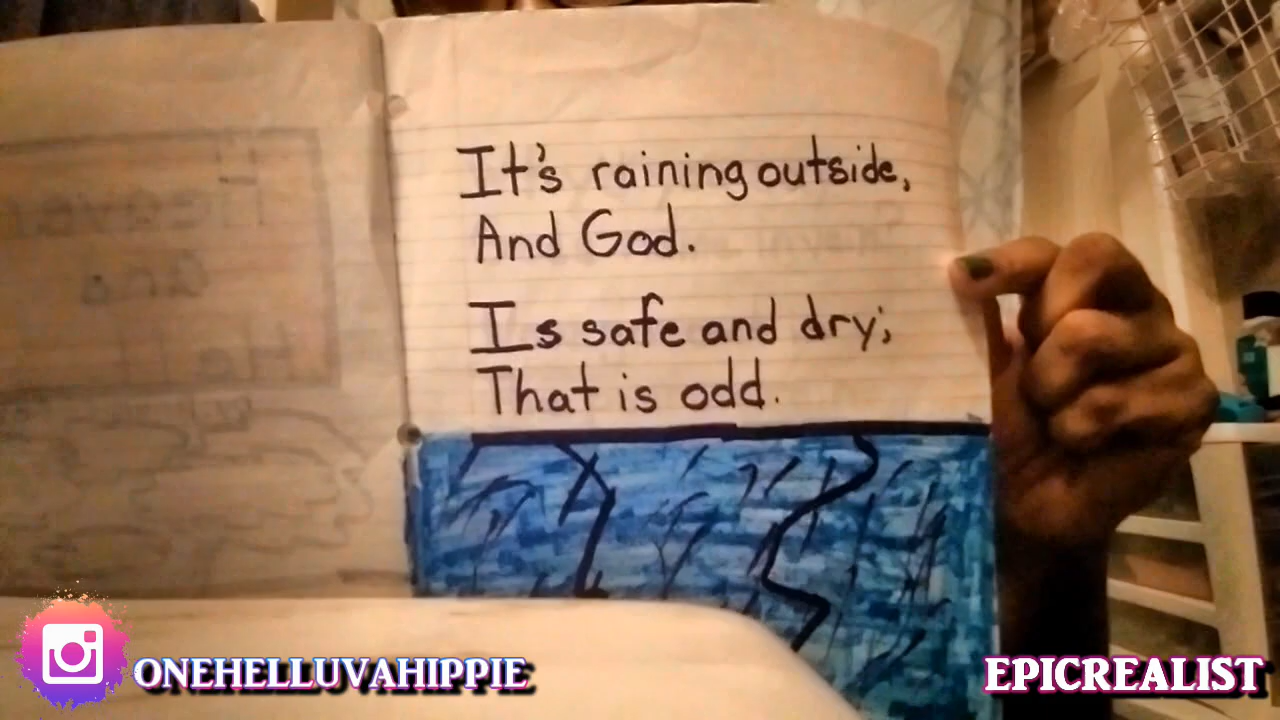 It's raining outside,
And God.
Is safe and dry;
That is odd.
ONEHELLUVAHIPPIE
EPICREALIST